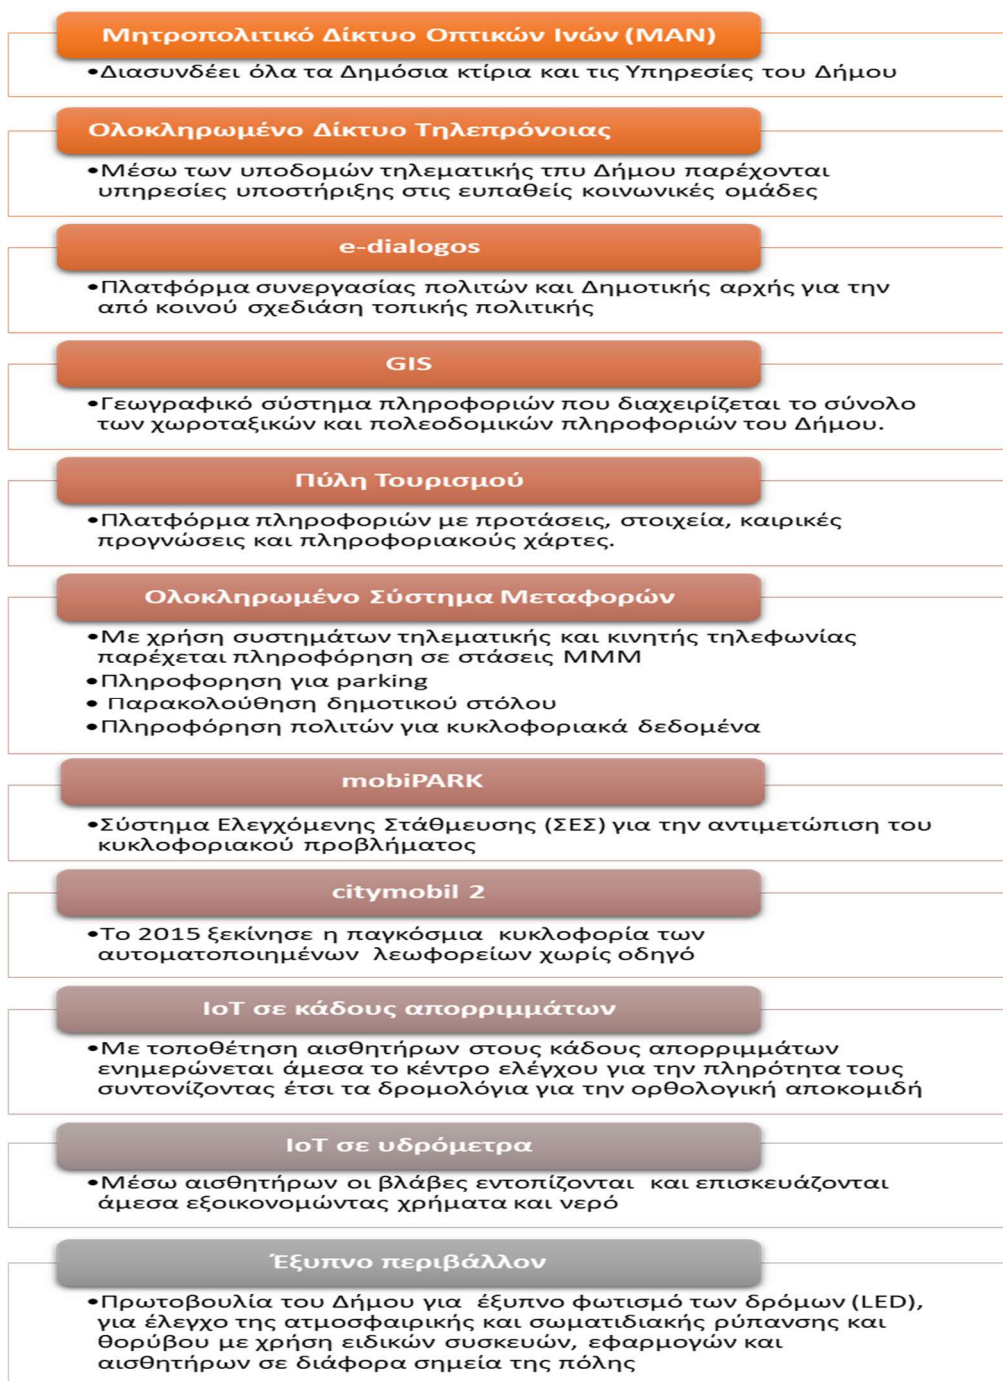 Μητροπολιτικό Δίκτυο Οπτικών Ινών (MAN)
•Διασυνδέει όλα τα Δημόσια κτίρια και τις Υπηρεσίες του Δήμου
Ολοκληρωμένο Δίκτυο Τηλεπρόνοιας
•Μέσω των υποδομών τηλεματικής τπυ Δήμου παρέχονται
υπηρεσίες υποστήριξης στις ευπαθείς κοινωνικές ομάδες
e-dialogos
•Πλατφόρμα συνεργασίας πολιτών και Δημοτικής αρχής για την
από κοινού σχεδιάση τοπικής πολιτικής
GIS
•Γεωγραφικό σύστημα πληροφοριών που διαχειρίζεται το σύνολο
των χωροταξικών και πολεοδομικών πληροφοριών του Δήμου.
Πύλη Τουρισμού
•Πλατφόρμα πληροφοριών με προτάσεις, στοιχεία, καιρικές
προγνώσεις και πληροφοριακούς χάρτες.
Ολοκληρωμένο Σύστημα Μεταφορών
•Με χρήση συστημάτων τηλεματικής και κινητής τηλεφωνίας
παρέχεται πληροφόρηση σε στάσεις ΜΜΜ
•Πληροφορηση για parking
• Παρακολούθηση δημοτικού στόλου
•Πληροφόρηση πολιτών για κυκλοφοριακά δεδομένα
mobiPARK
•Σύστημα Ελεγχόμενης Στάθμευσης (ΣΕΣ) για την αντιμετώπιση του
κυκλοφοριακού προβλήματος
citymobil 2
•Το 2015 ξεκίνησε η παγκόσμια κυκλοφορία των
αυτοματοποιημένων λεωφορείων χωρίς οδηγό
IoT σε κάδους απορριμμάτων
•Με τοποθέτηση αισθητήρων στους κάδους απορριμμάτων
ενημερώνεται άμεσα το κέντρο ελέγχου για την πληρότητα τους
συντονίζοντας έτσι τα δρομολόγια για την ορθολογική αποκομιδή
IoT σε υδρόμετρα
•Μέσω αισθητήρων οι βλάβες εντοπίζονται και επισκευάζονται
άμεσα εξοικονομώντας χρήματα και νερό
Έξυπνο περιβάλλον
•Πρωτοβουλία του Δήμου για έξυπνο φωτισμό των δρόμων (LED),
για έλεγχο της ατμοσφαιρικής και σωματιδιακής ρύπανσης και
θορύβου με χρήση ειδικών συσκευών, εφαρμογών και
αισθητήρων σε διάφορα σημεία της πόλης